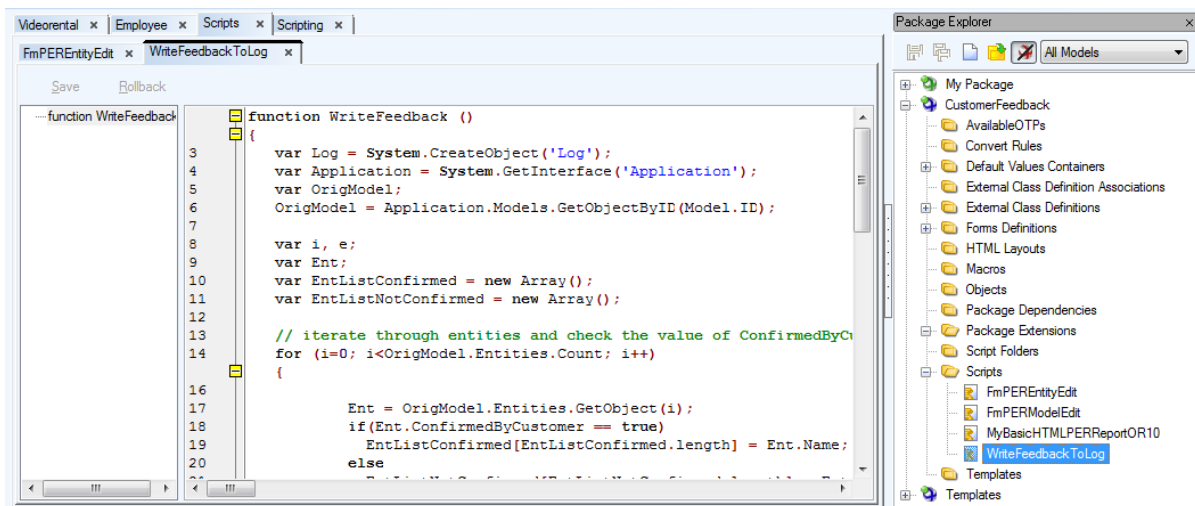 Videorental × Employee × Scripts × Scripting ×
FmPEREntityEdit × WriteFeedbackToLog ×
Save Rollback
function WriteFeedback
function WriteFeedback ()
{
3 var Log = System.CreateObject('Log');
4 var Application = System.GetInterface('Application');
5 var OrigModel;
6 OrigModel = Application.Models.GetObjectByID(Model.ID);
7
8 var i, e;
9 var Ent;
10 var EntListConfirmed = new Array();
11 var EntListNotConfirmed = new Array();
12
13 // iterate through entities and check the value of ConfirmedByCu
14 for (i=0; i<OrigModel.Entities.Count; i++)
{
16
17 Ent = OrigModel.Entities.GetObject(i);
18 if(Ent.ConfirmedByCustomer == true)
19 EntListConfirmed[EntListConfirmed.length] = Ent.Name;
20 else
Package Explorer ×
All Models
My Package
CustomerFeedback
AvailableOTPs
Convert Rules
Default Values Containers
External Class Definition Associations
External Class Definitions
Forms Definitions
HTML Layouts
Macros
Objects
Package Dependencies
Package Extensions
Script Folders
Scripts
FmPEREntityEdit
FmPERModelEdit
MyBasicHTMLPERReportOR10
WriteFeedbackToLog
Templates
Templates